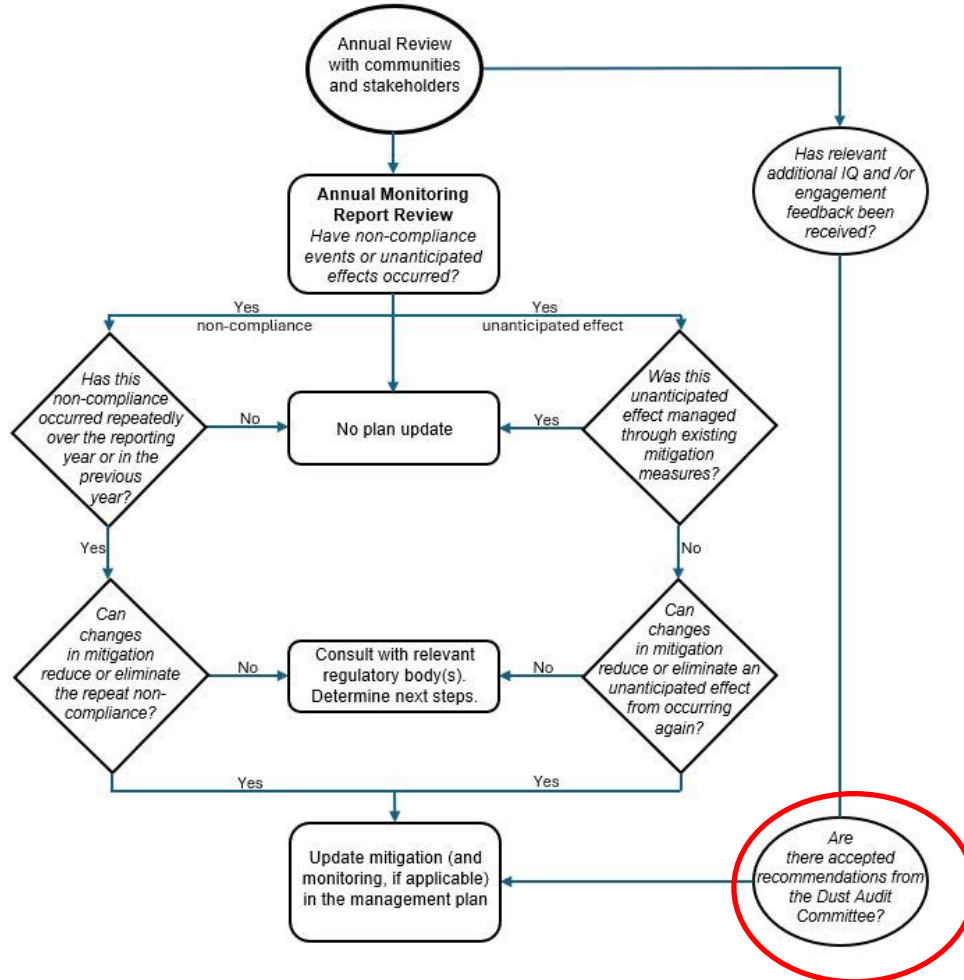 Annual Review
with communities
and stakeholders
Has relevant
additional IQ and /or
engagement
feedback been
received?
Annual Monitoring
Report Review
Have non-compliance
events or unanticipated
effects occurred?
Yes
non-compliance
Yes
unanticipated effect
Has this
non-compliance
occurred repeatedly
over the reporting
year or in the
previous
year?
No
No plan update
Yes
Was this
unanticipated
effect managed
through existing
mitigation
measures?
Yes
No
Can
changes
in mitigation
reduce or eliminate
the repeat non-
compliance?
No
Consult with relevant
regulatory body(s).
Determine next steps.
No
Can
changes
in mitigation
reduce or eliminate an
unanticipated effect
from occurring
again?
Yes
Yes
Update mitigation (and
monitoring, if applicable)
in the management plan
Are
there accepted
recommendations from
the Dust Audit
Committee?